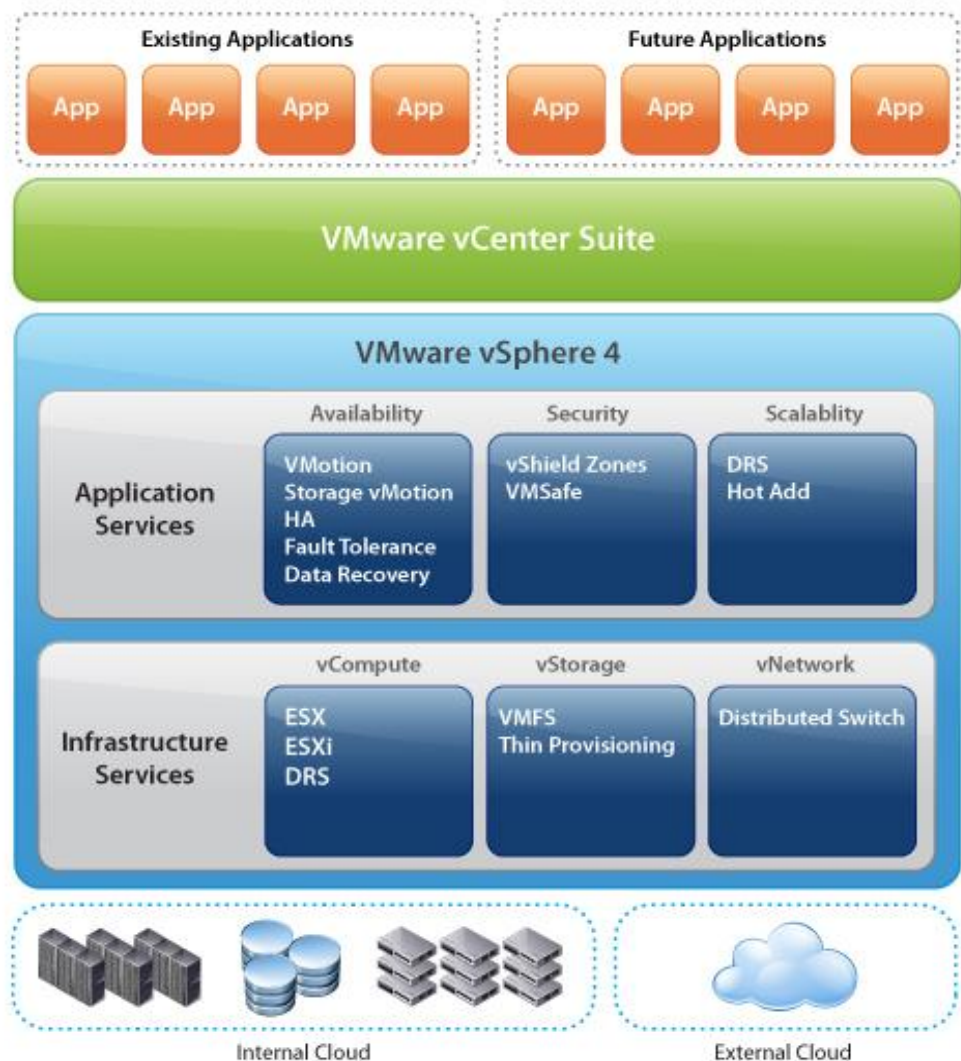 Existing Applications
Future Applications
App App App App
App App App App
VMware vCenter Suite
VMware vSphere 4
Application
Services
Availability
VMotion
Storage vMotion
HA
Fault Tolerance
Data Recovery
Security
vShield Zones
VMSafe
Scalablity
DRS
Hot Add
Infrastructure
Services
vCompute
ESX
ESXi
DRS
vStorage
VMFS
Thin Provisioning
vNetwork
Distributed Switch
Internal Cloud
External Cloud